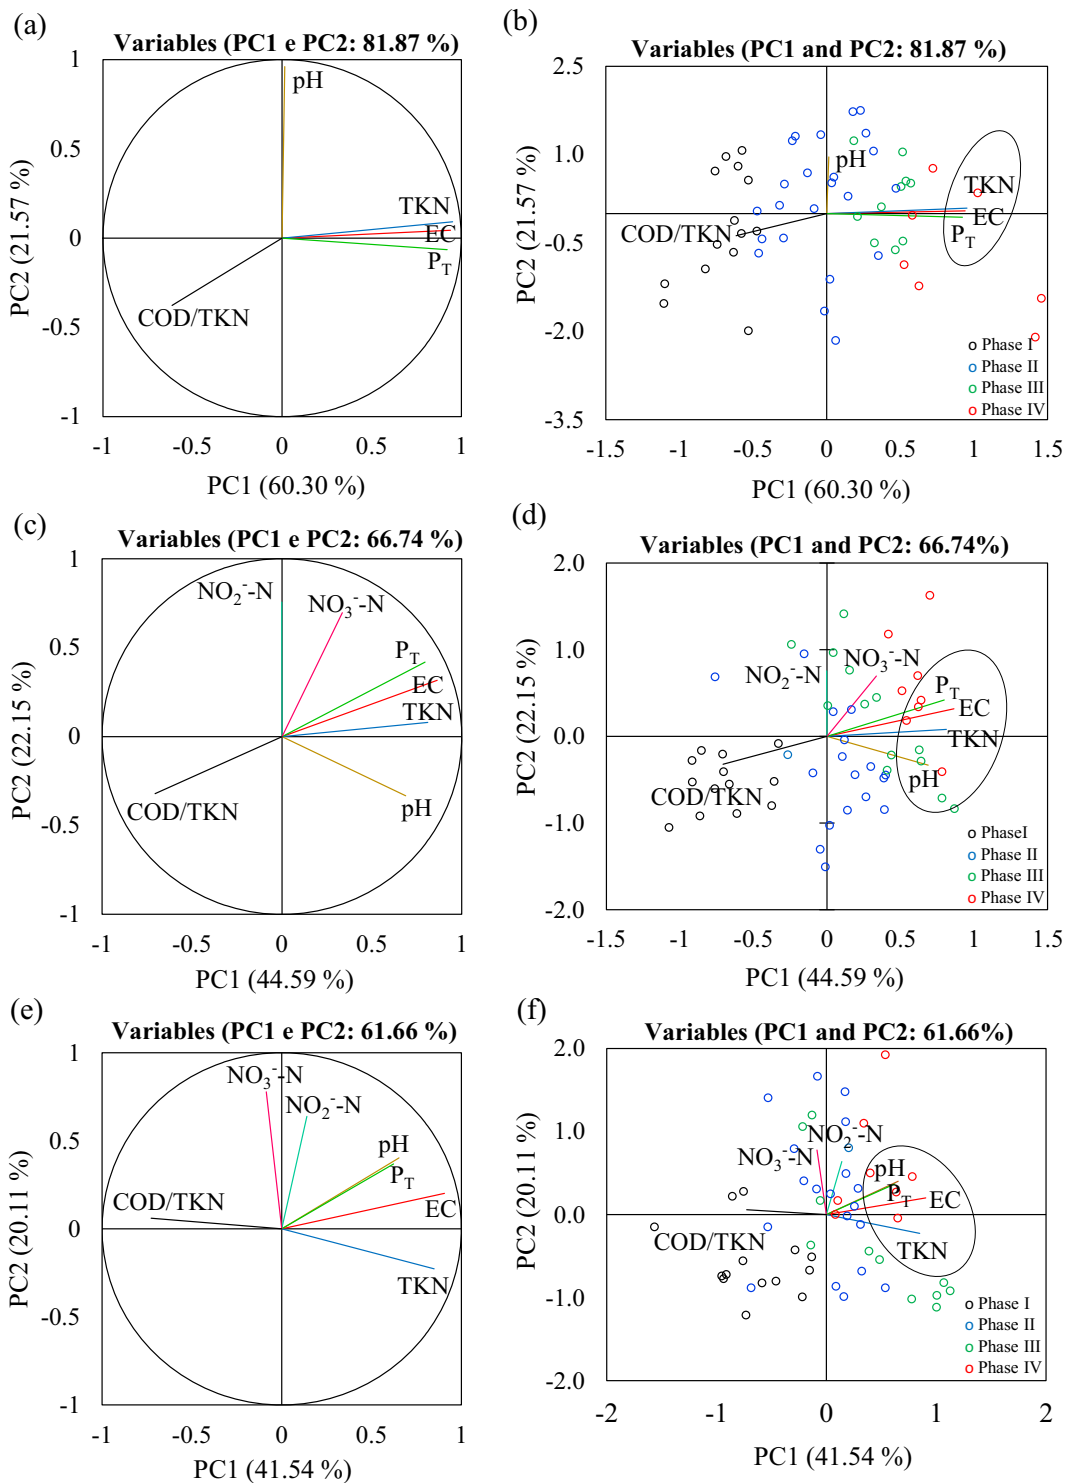 (a)
Variables (PC1 e PC2: 81.87 %)
1
0.5
0
-0.5
-1
PC2 (21.57 %)
pH
TKN
EC
P_T
COD/TKN
-1 -0.5 0 0.5 1
PC1 (60.30 %)
(b)
Variables (PC1 and PC2: 81.87 %)
2.5
1.0
-0.5
-2.0
-3.5
PC2 (21.57 %)
pH
TKN
EC
P_T
COD/TKN
Phase I
Phase II
Phase III
Phase IV
-1.5 -1 -0.5 0 0.5 1 1.5
PC1 (60.30 %)
(c)
Variables (PC1 e PC2: 66.74 %)
1
0.5
0
-0.5
-1
PC2 (22.15 %)
NO₂⁻-N
NO₃⁻-N
P_T
EC
TKN
COD/TKN
pH
-1 -0.5 0 0.5 1
PC1 (44.59 %)
(d)
Variables (PC1 and PC2: 66.74%)
2.0
1.0
0.0
-1.0
-2.0
PC2 (22.15 %)
NO₃⁻-N
NO₂⁻-N
P_T
EC
TKN
pH
COD/TKN
PhaseI
Phase II
Phase III
Phase IV
-1.5 -1 -0.5 0 0.5 1 1.5
PC1 (44.59 %)
(e)
Variables (PC1 e PC2: 61.66 %)
1
0.5
0
-0.5
-1
PC2 (20.11 %)
NO₃⁻-N
NO₂⁻-N
pH
P_T
COD/TKN
EC
TKN
-1 -0.5 0 0.5 1
PC1 (41.54 %)
(f)
Variables (PC1 and PC2: 61.66%)
2.0
1.0
0.0
-1.0
-2.0
PC2 (20.11 %)
NO₂⁻-N
NO₃⁻-N
pH
P_T
EC
COD/TKN
TKN
Phase I
Phase II
Phase III
Phase IV
-2 -1 0 1 2
PC1 (41.54 %)